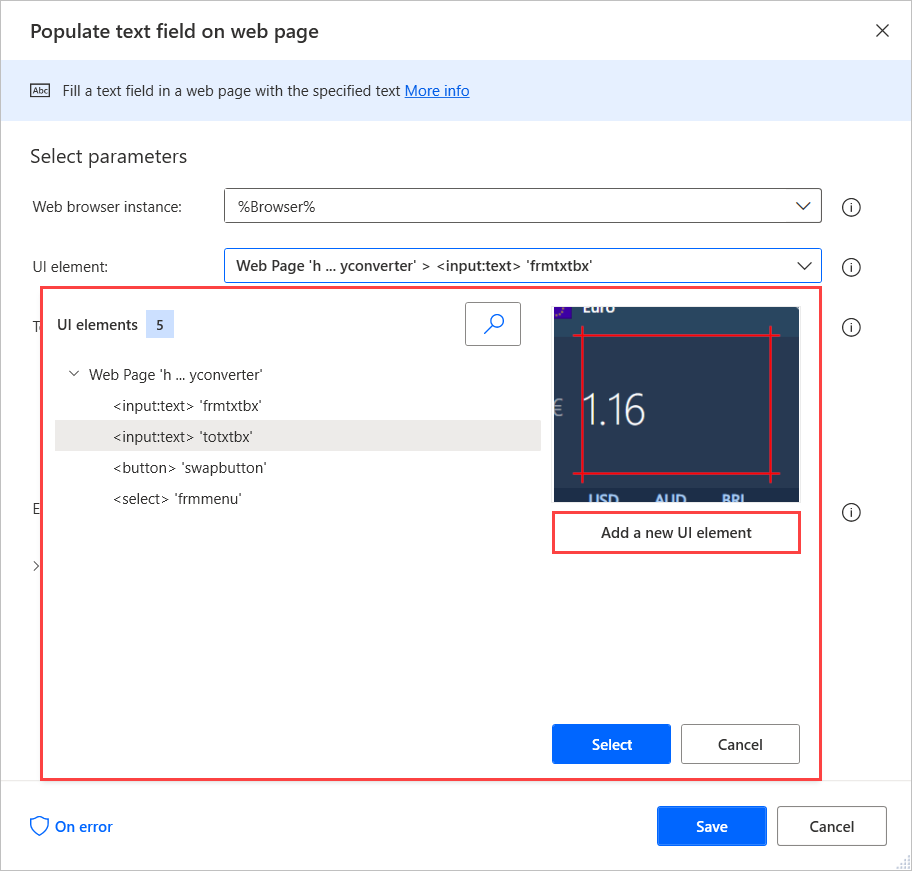 Populate text field on web page
Abc Fill a text field in a web page with the specified text More info
Select parameters
Web browser instance: %Browser%
UI element: Web Page 'h ... yconverter' > <input:text> 'frmtxtbx'
UI elements 5
Web Page 'h ... yconverter'
<input:text> 'frmtxtbx'
<input:text> 'totxtbx'
<button> 'swapbutton'
<select> 'frmmenu'
Euro
€ 1.16
USD AUD BRL
Add a new UI element
Select Cancel
On error
Save Cancel